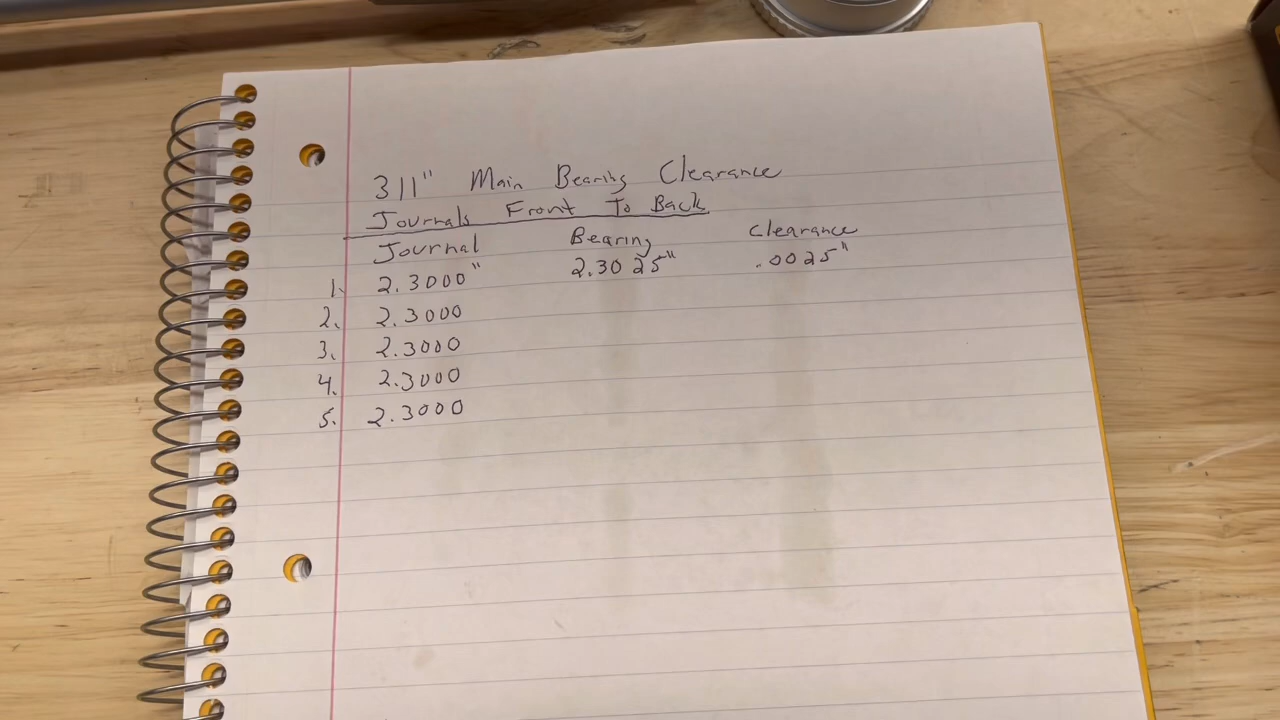 311" Main Bearing Clearance
Journals Front To Back
Journal Bearing Clearance
1. 2.3000" 2.3025" .0025"
2. 2.3000
3. 2.3000
4. 2.3000
5. 2.3000